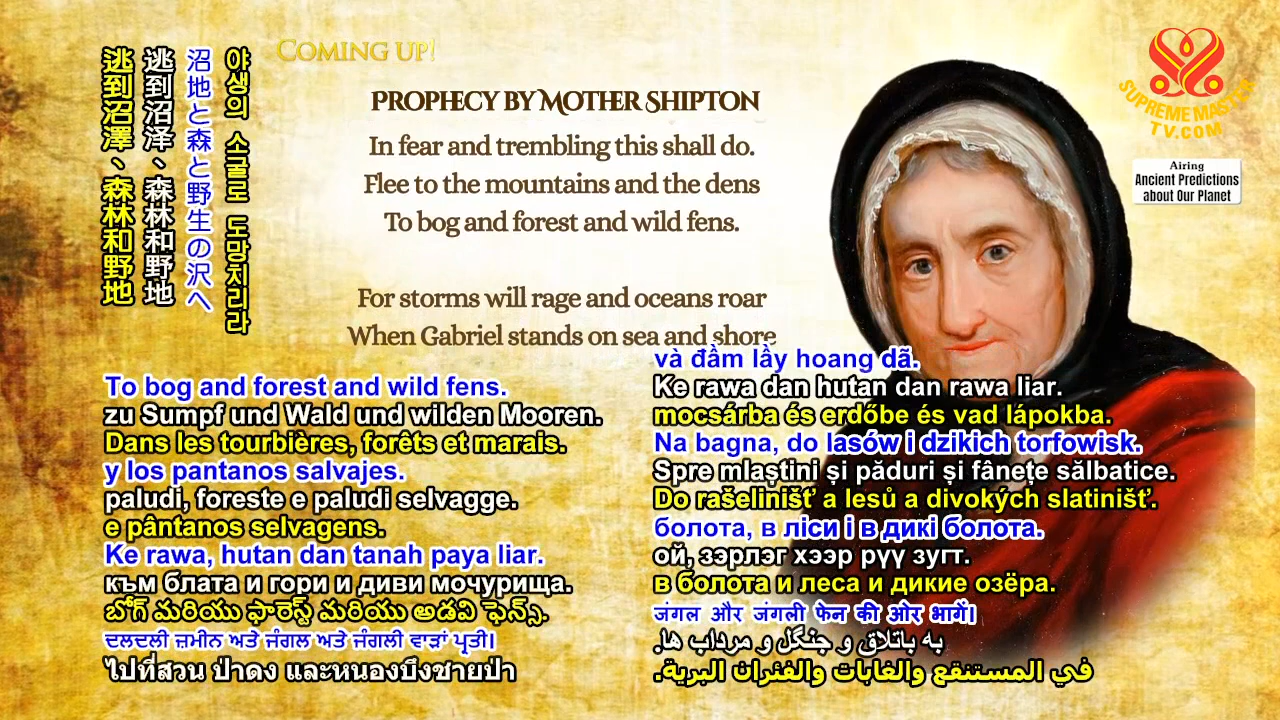 COMING UP!
PROPHECY BY MOTHER SHIPTON
In fear and trembling this shall do.
Flee to the mountains and the dens
To bog and forest and wild fens.
For storms will rage and oceans roar
When Gabriel stands on sea and shore
SUPREME MASTER
TV.COM
Airing
Ancient Predictions
about Our Planet
야생의 소굴로 도망치리라
沼地と森と野生の沢へ
逃到沼泽、森林和野地
逃到沼澤、森林和野地
To bog and forest and wild fens.
zu Sumpf und Wald und wilden Mooren.
Dans les tourbières, forêts et marais.
y los pantanos salvajes.
paludi, foreste e paludi selvagge.
e pântanos selvagens.
Ke rawa, hutan dan tanah paya liar.
към блата и гори и диви мочурища.
బోగ్ మరియు ఫారెస్ట్ మరియు అడవి ఫెన్స్.
ਦਲਦਲੀ ਜ਼ਮੀਨ ਅਤੇ ਜੰਗਲ ਅਤੇ ਜੰਗਲੀ ਵਾੜਾਂ ਪ੍ਰਤੀ।
ไปที่สวน ป่าดง และหนองบึงชายป่า
và đầm lầy hoang dã.
Ke rawa dan hutan dan rawa liar.
mocsárba és erdőbe és vad lápokba.
Na bagna, do lasów i dzikich torfowisk.
Spre mlaștini și păduri și fânețe sălbatice.
Do rašelinišť a lesů a divokých slatinišť.
болота, в ліси і в дикі болота.
ой, зэрлэг хээр рүү зугт.
в болота и леса и дикие озёра.
जंगल और जंगली फेन की ओर भागें।
به باتلاق و جنگل و مرداب ها.
في المستنقع والغابات والفئران البرية.